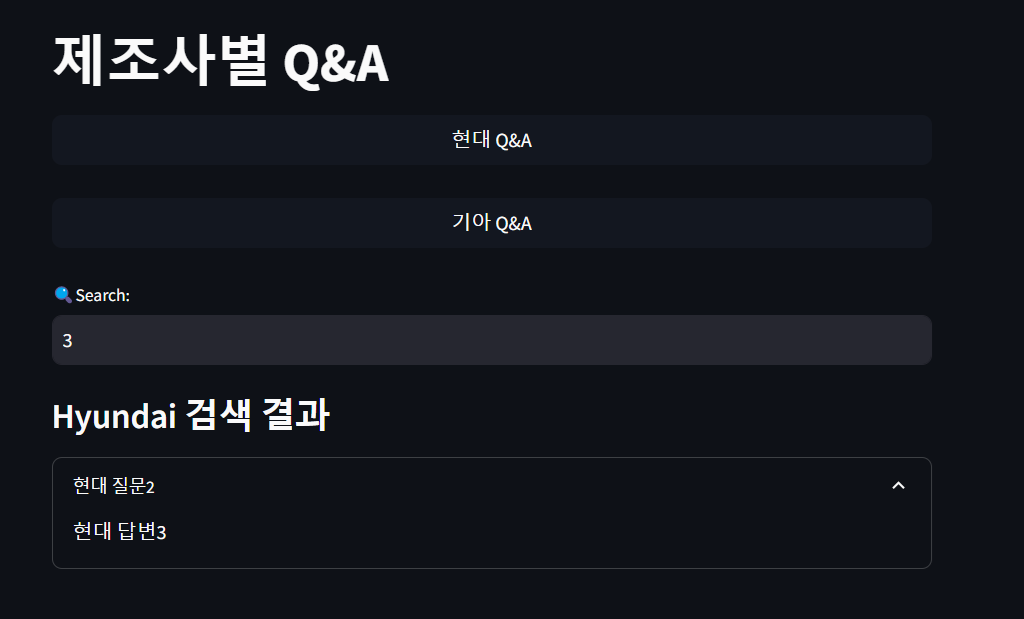 제조사별 Q&A
현대 Q&A
기아 Q&A
Search:
3
Hyundai 검색 결과
현대 질문2
현대 답변3